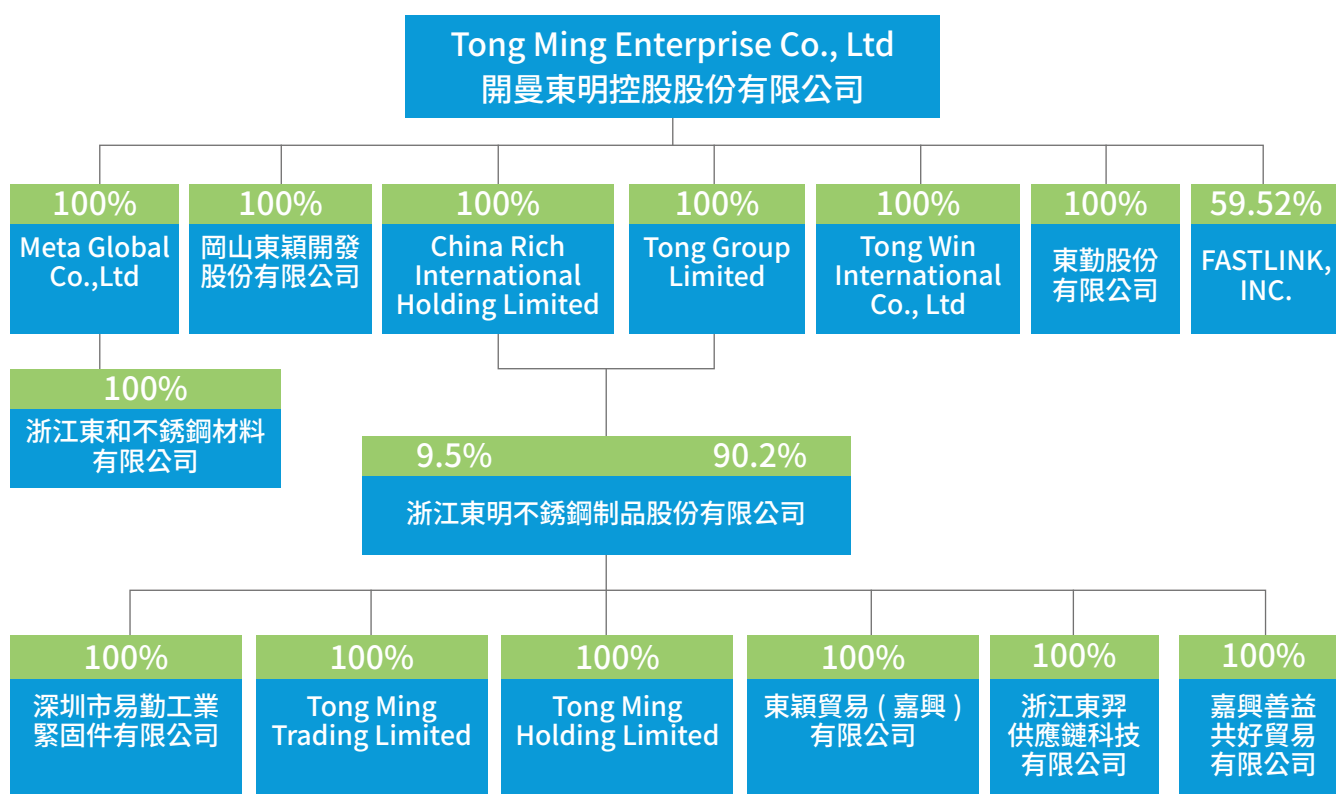 Tong Ming Enterprise Co., Ltd
開曼東明控股股份有限公司
100%
Meta Global
Co.,Ltd
100%
岡山東穎開發
股份有限公司
100%
China Rich
International
Holding Limited
100%
Tong Group
Limited
100%
Tong Win
International
Co., Ltd
100%
東勤股份
有限公司
59.52%
FASTLINK,
INC.
100%
浙江東和不銹鋼材料
有限公司
9.5% 90.2%
浙江東明不銹鋼制品股份有限公司
100%
深圳市易勤工業
緊固件有限公司
100%
Tong Ming
Trading Limited
100%
Tong Ming
Holding Limited
100%
東穎貿易 ( 嘉興 )
有限公司
100%
浙江東羿
供應鏈科技
有限公司
100%
嘉興善益
共好貿易
有限公司